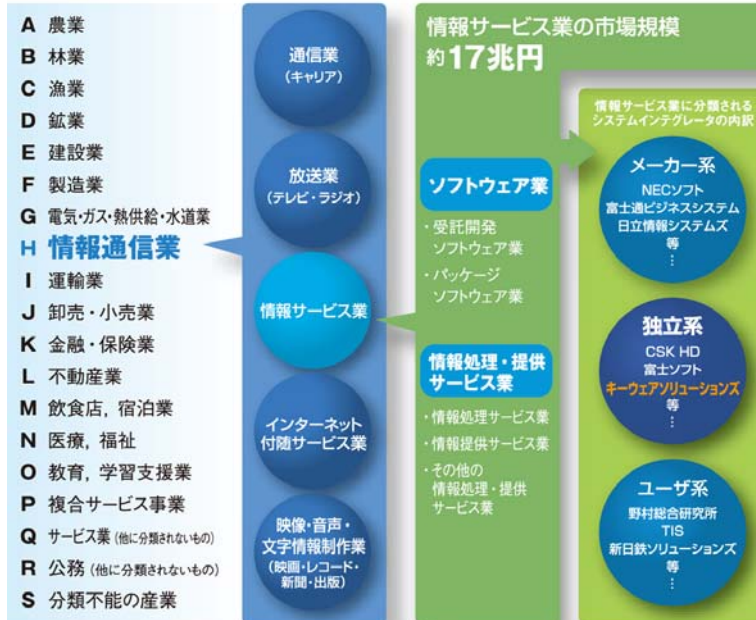 A 農業
B 林業
C 漁業
D 鉱業
E 建設業
F 製造業
G 電気・ガス・熱供給・水道業
H 情報通信業
I 運輸業
J 卸売・小売業
K 金融・保険業
L 不動産業
M 飲食店, 宿泊業
N 医療, 福祉
O 教育, 学習支援業
P 複合サービス事業
Q サービス業 (他に分類されないもの)
R 公務 (他に分類されないもの)
S 分類不能の産業
通信業
(キャリア)
放送業
(テレビ・ラジオ)
情報サービス業
インターネット
付随サービス業
映像・音声・
文字情報制作業
(映画・レコード・
新聞・出版)
情報サービス業の市場規模
約17兆円
ソフトウェア業
・受託開発
ソフトウェア業
・パッケージ
ソフトウェア業
情報処理・提供
サービス業
・情報処理サービス業
・情報提供サービス業
・その他の
情報処理・提供
サービス業
情報サービス業に分類される
システムインテグレータの内訳
メーカー系
NECソフト
富士通ビジネスシステム
日立情報システムズ
等
⋮
独立系
CSK HD
富士ソフト
キーウェアソリューションズ
等
⋮
ユーザ系
野村総合研究所
TIS
新日鉄ソリューションズ
等
⋮